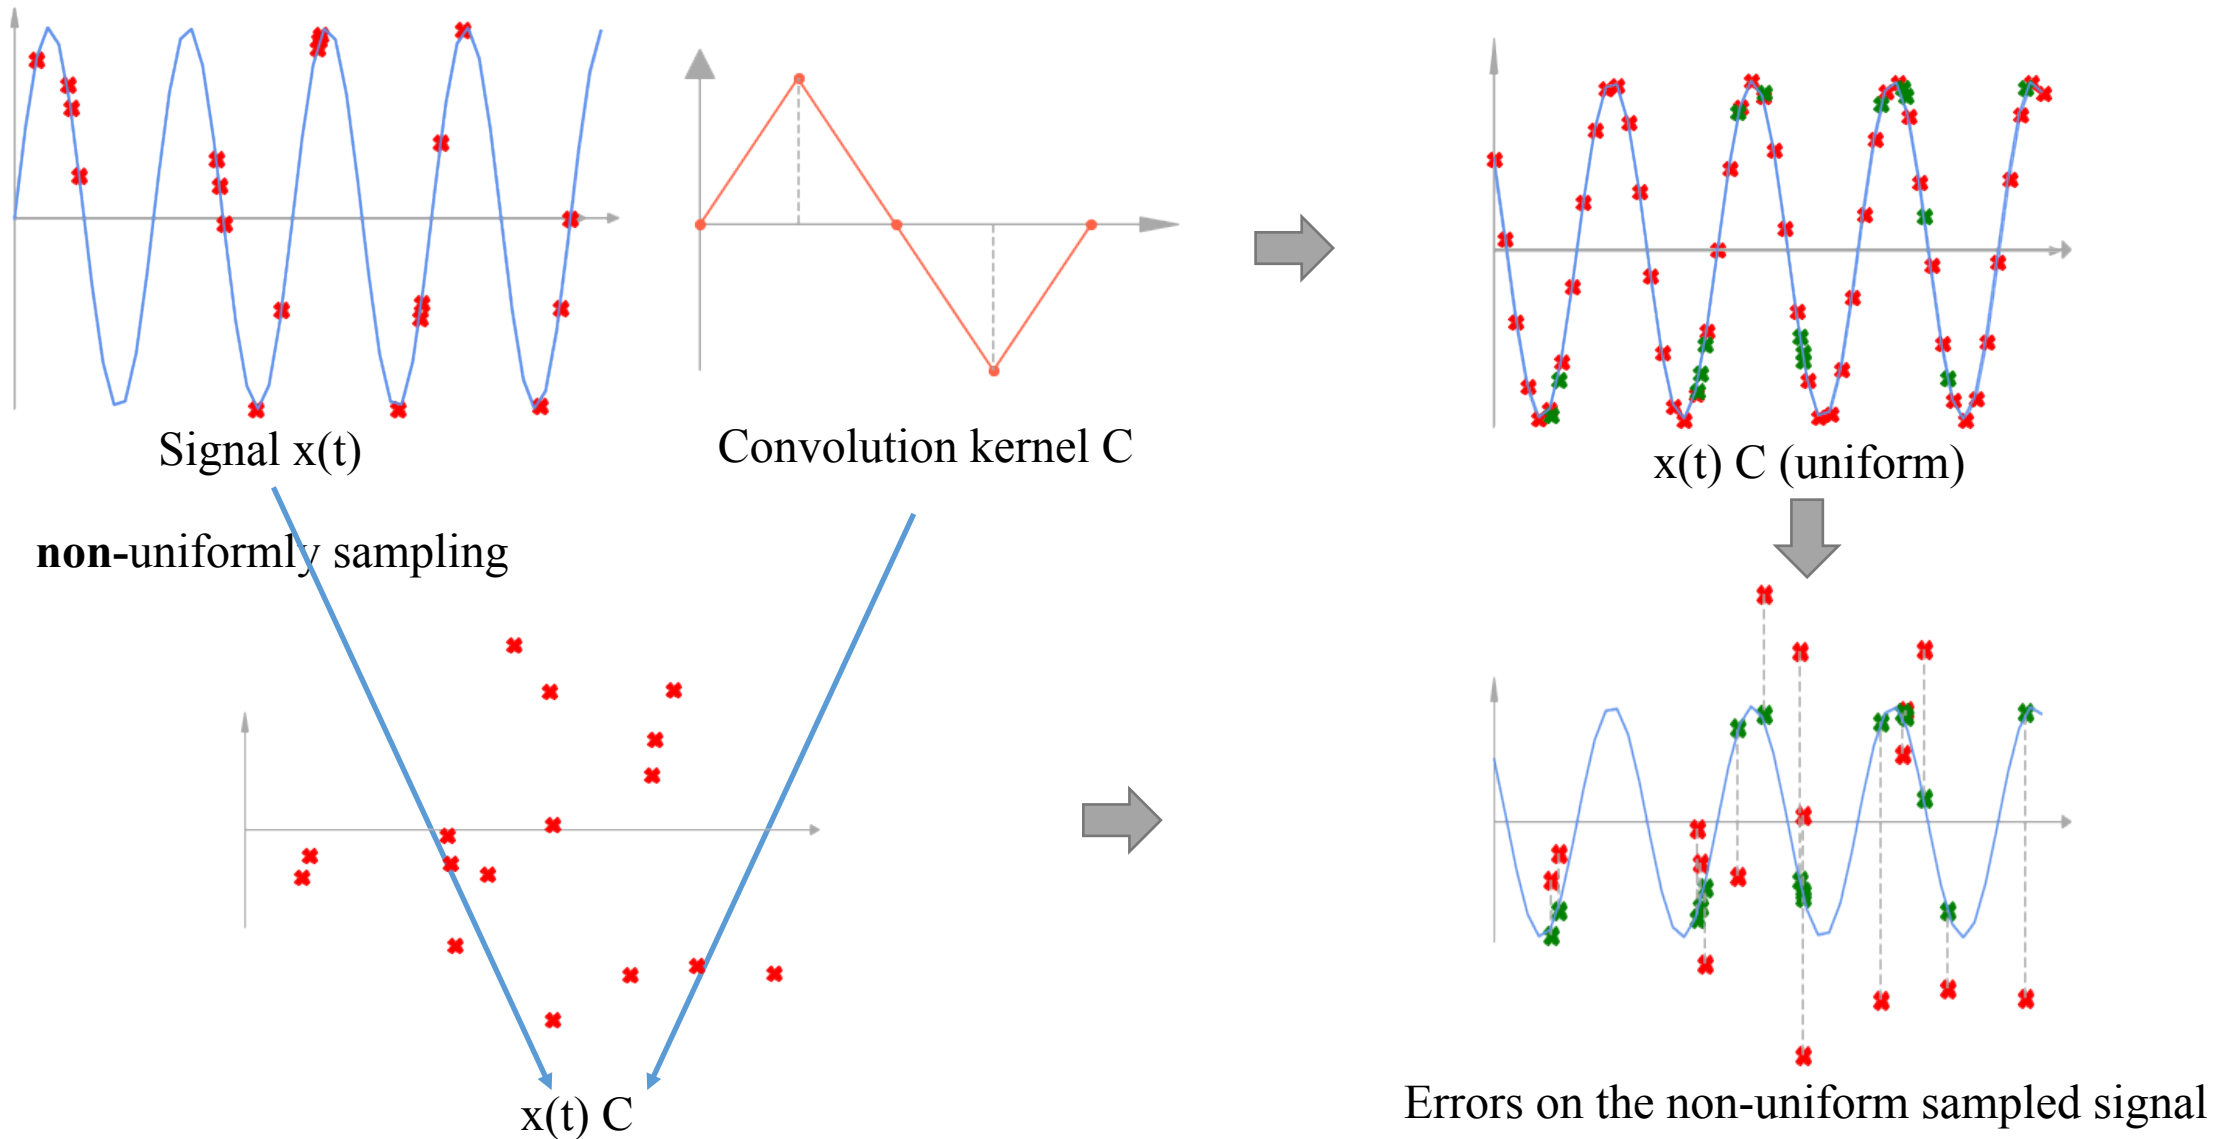 Signal x(t)
Convolution kernel C
x(t) C (uniform)
non-uniformly sampling
x(t) C
Errors on the non-uniform sampled signal